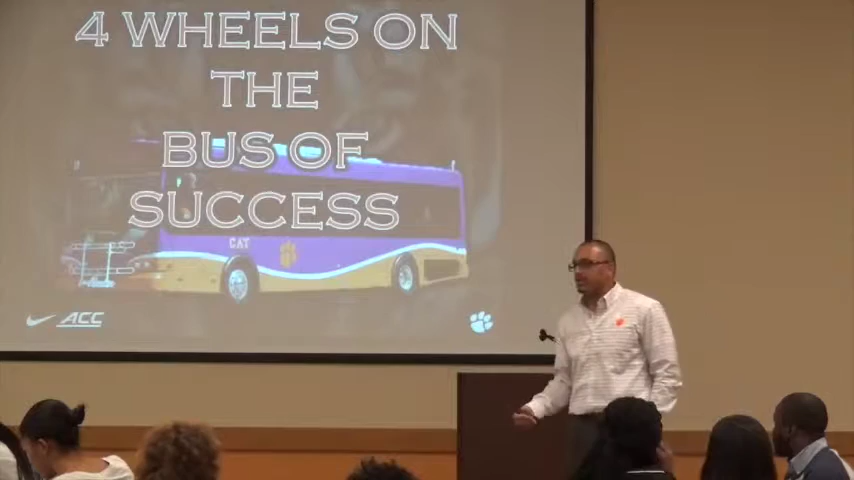 4 WHEELS ON
THE
BUS OF
SUCCESS
CAT
ACC